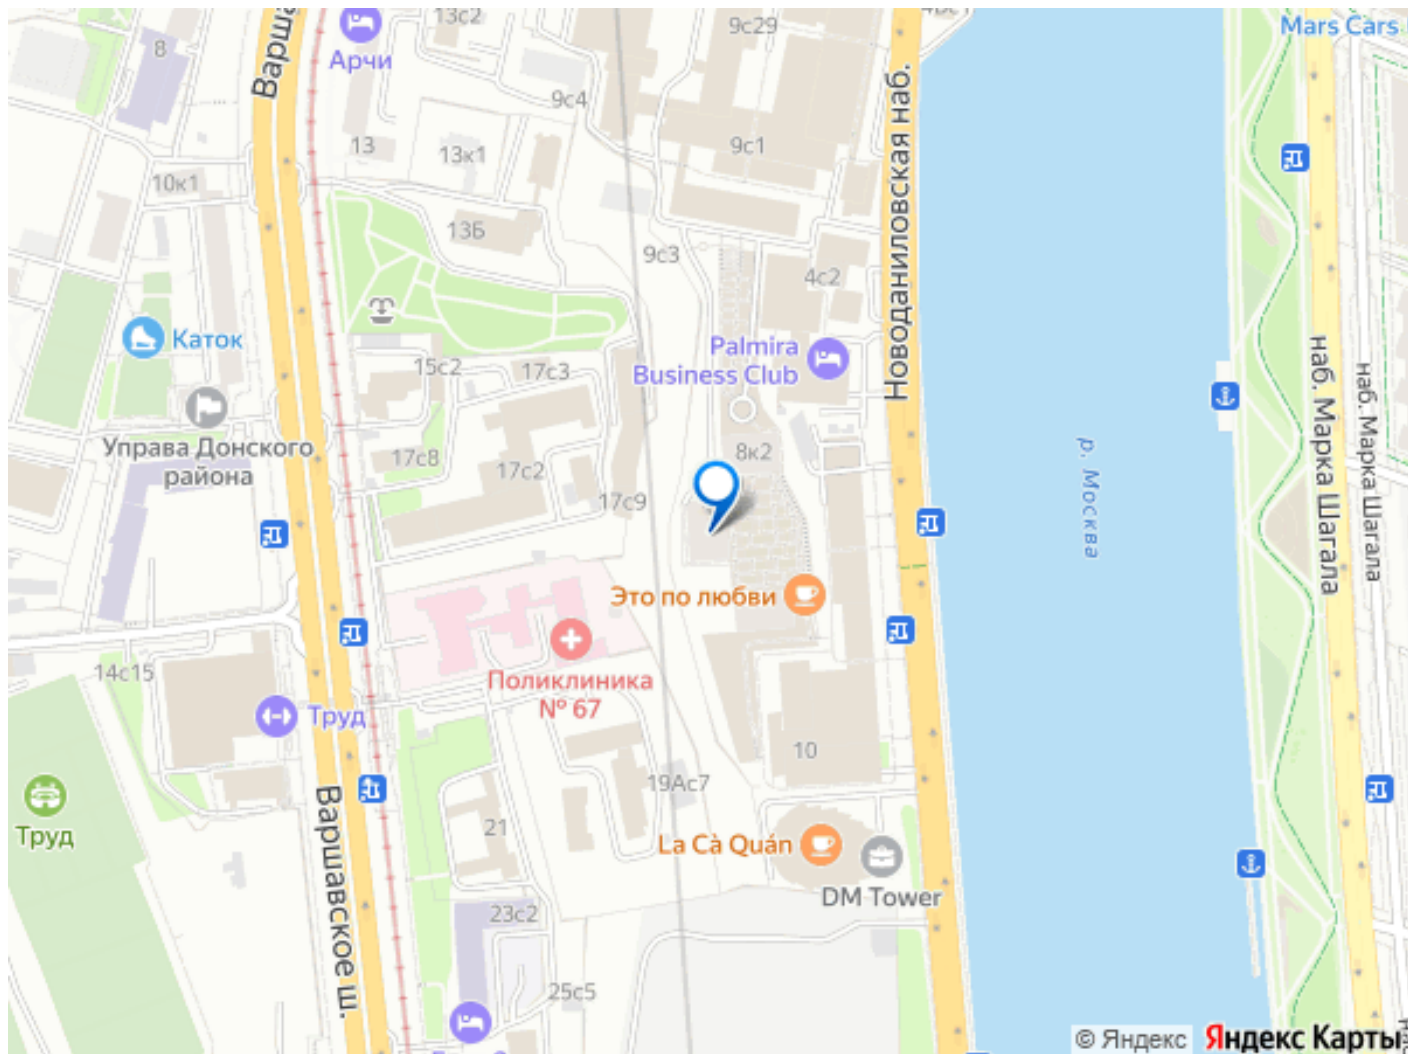 13с2
9с29
Mars Cars
8
Варша
Арчи
9с4
9с1
13
13к1
10к1
13Б
9с3
4с2
Новоданиловская наб.
Каток
Palmira
Business Club
15с2
17с3
Управа Донского
района
17с8
17с2
17с9
8к2
р. Москва
наб. Марка Шагала
наб. Марка Шагала
Это по любви
14с15
Поликлиника
№ 67
Труд
10
19Ас7
Труд
21
La Cà Quán
DM Tower
Варшавское ш.
23с2
25с5
© Яндекс
Яндекс Карты